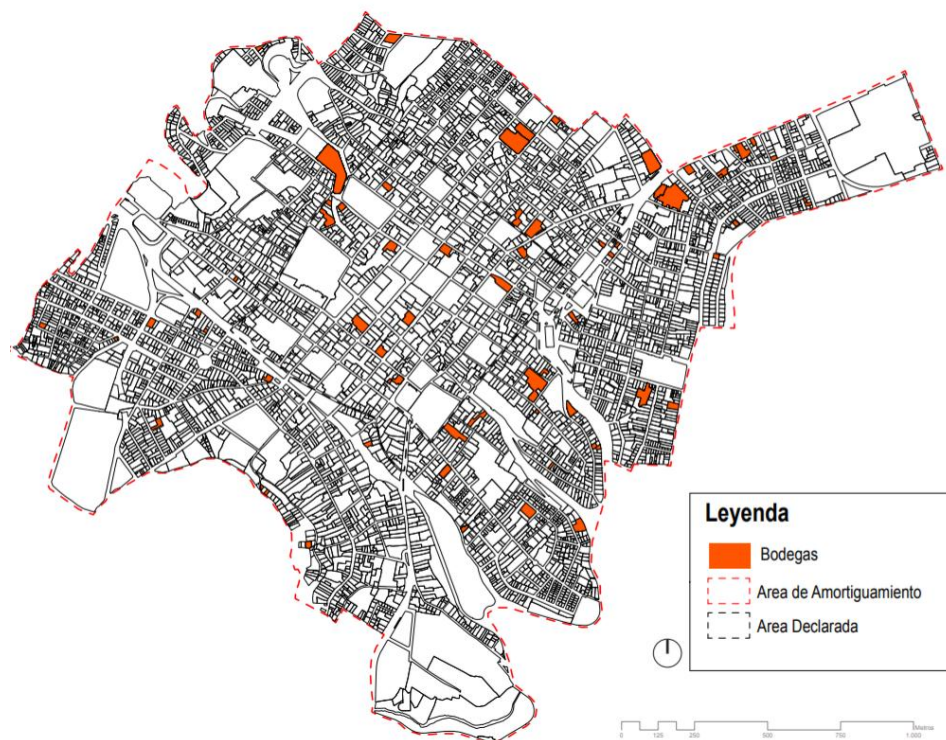 Leyenda
Bodegas
Area de Amortiguamiento
Area Declarada
Metros
0 125 250 500 750 1.000